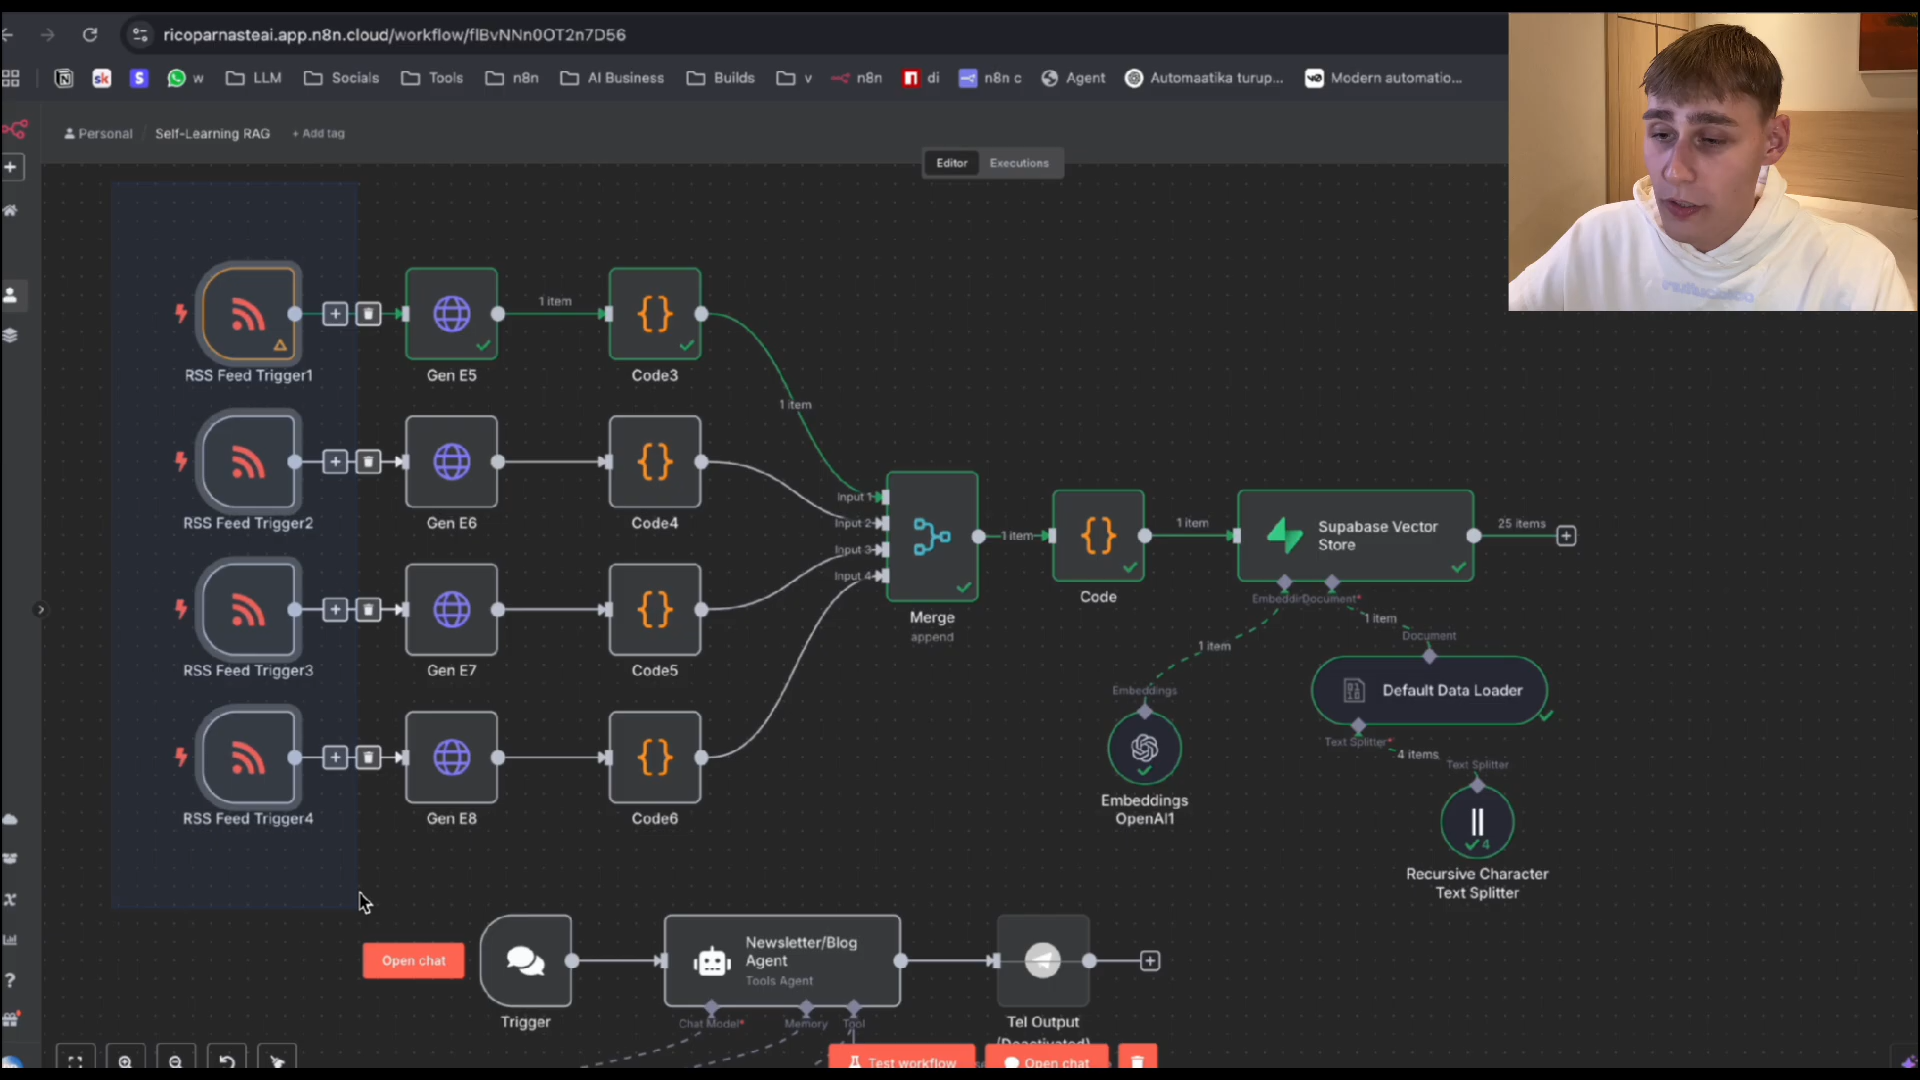 ricoparnasteai.app.n8n.cloud/workflow/flBvNNn0OT2n7D56
sk
S
w
LLM
Socials
Tools
n8n
AI Business
Builds
v
n8n
di
n8n c
Agent
Automaatika turup...
Modern automatio...
Personal / Self-Learning RAG + Add tag
Editor
Executions
RSS Feed Trigger1
1 item
Gen E5
Code3
1 item
RSS Feed Trigger2
Gen E6
Code4
Input 1
Input 2
Input 3
Input 4
Merge
append
1 item
Code
1 item
Supabase Vector
Store
25 items
Document*
RSS Feed Trigger3
Gen E7
Code5
1 item
1 item
Document
Default Data Loader
Embeddings
Text Splitter*
4 items
Text Splitter
Embeddings
OpenAI1
4
Recursive Character
Text Splitter
RSS Feed Trigger4
Gen E8
Code6
Open chat
Trigger
Newsletter/Blog
Agent
Tools Agent
Chat Model*
Memory
Tool
Tel Output
(Deactivated)
Test workflow
Open chat